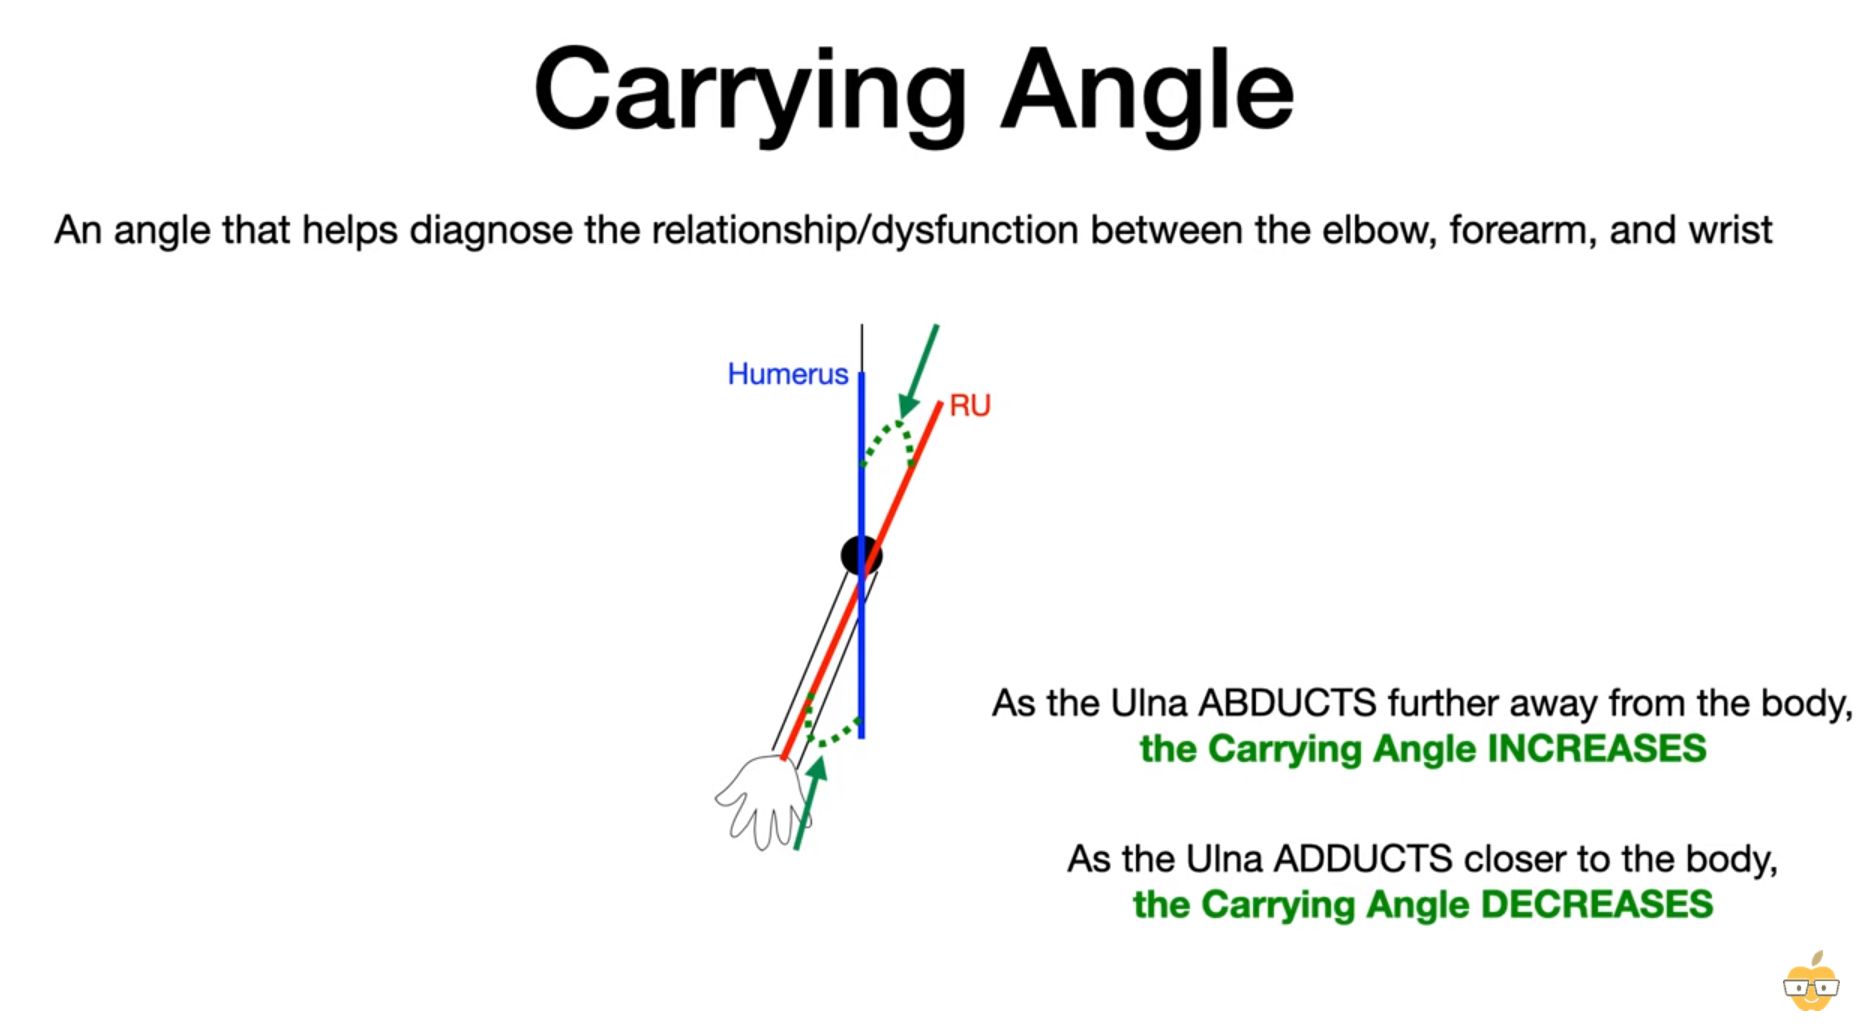 Carrying Angle
An angle that helps diagnose the relationship/dysfunction between the elbow, forearm, and wrist
Humerus
RU
As the Ulna ABDUCTS further away from the body,
the Carrying Angle INCREASES
As the Ulna ADDUCTS closer to the body,
the Carrying Angle DECREASES